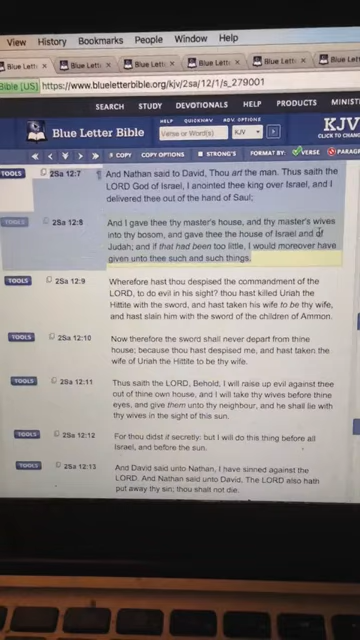 View History Bookmarks People Window Help
Blue Lett Blue Lett Blue Lett Blue Lett Blue Lett
Bible [US] https://www.blueletterbible.org/kjv/2sa/12/1/s_279001
SEARCH STUDY DEVOTIONALS HELP PRODUCTS MINIST
HELP QUICKNAV ADV OPTIONS
Blue Letter Bible Verse or Word(s) KJV KJV
CLICK TO CHANG
COPY COPY OPTIONS STRONG'S FORMAT BY: VERSE PARAG
TOOLS 2Sa 12:7 ¶ And Nathan said to David, Thou art the man. Thus saith the
LORD God of Israel, I anointed thee king over Israel, and I
delivered thee out of the hand of Saul;
TOOLS 2Sa 12:8 And I gave thee thy master's house, and thy master's wives
into thy bosom, and gave thee the house of Israel and of
Judah; and if that had been too little, I would moreover have
given unto thee such and such things.
TOOLS 2Sa 12:9 Wherefore hast thou despised the commandment of the
LORD, to do evil in his sight? thou hast killed Uriah the
Hittite with the sword, and hast taken his wife to be thy wife,
and hast slain him with the sword of the children of Ammon.
TOOLS 2Sa 12:10 Now therefore the sword shall never depart from thine
house; because thou hast despised me, and hast taken the
wife of Uriah the Hittite to be thy wife.
TOOLS 2Sa 12:11 Thus saith the LORD, Behold, I will raise up evil against thee
out of thine own house, and I will take thy wives before thine
eyes, and give them unto thy neighbour, and he shall lie with
thy wives in the sight of this sun.
TOOLS 2Sa 12:12 For thou didst it secretly: but I will do this before all
Israel, and before the sun.
TOOLS 2Sa 12:13 And David said unto Nathan, I have sinned against the
LORD. And Nathan said unto David, The LORD also hath
put away thy sin; thou shalt not die.